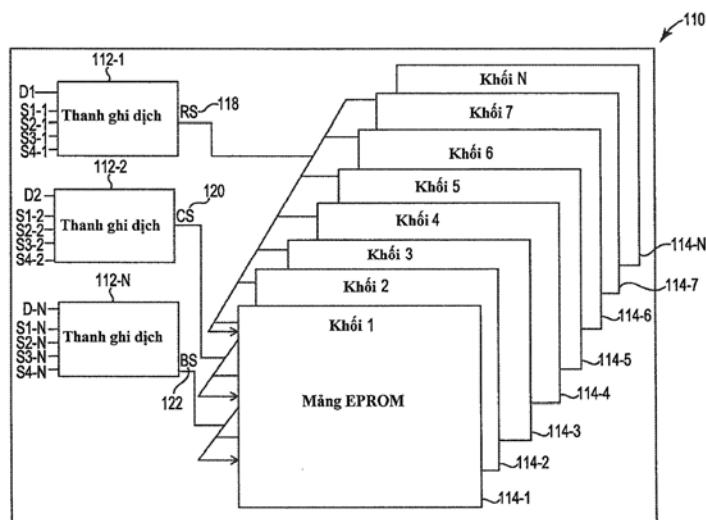 110
112-1
D1
S1-1
S2-1
S3-1
S4-1
Thanh ghi dịch
RS
118
112-2
D2
S1-2
S2-2
S3-2
S4-2
Thanh ghi dịch
CS
120
112-N
D-N
S1-N
S2-N
S3-N
S4-N
Thanh ghi dịch
BS
122
Khối N
Khối 7
Khối 6
Khối 5
Khối 4
Khối 3
Khối 2
Khối 1
Mảng EPROM
114-N
114-7
114-6
114-5
114-4
114-3
114-2
114-1